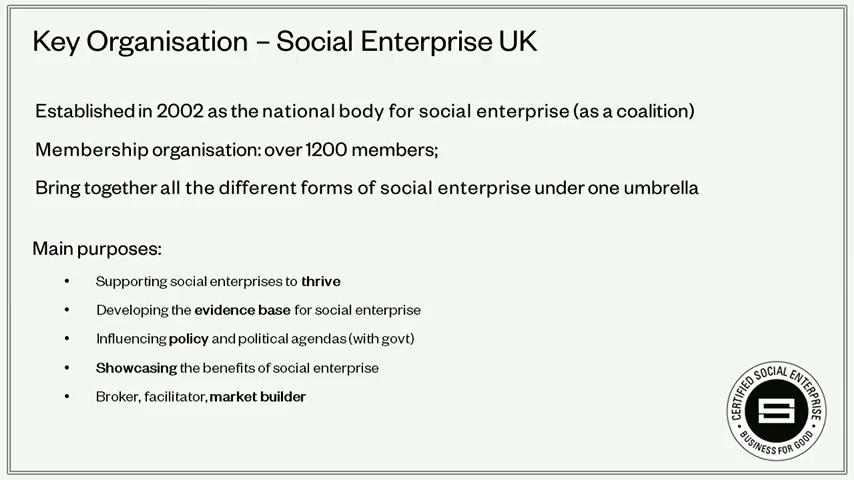 Key Organisation – Social Enterprise UK
Established in 2002 as the national body for social enterprise (as a coalition)
Membership organisation: over 1200 members;
Bring together all the different forms of social enterprise under one umbrella
Main purposes:
• Supporting social enterprises to thrive
• Developing the evidence base for social enterprise
• Influencing policy and political agendas (with govt)
• Showcasing the benefits of social enterprise
• Broker, facilitator, market builder
CERTIFIED SOCIAL ENTERPRISE
• BUSINESS FOR GOOD •